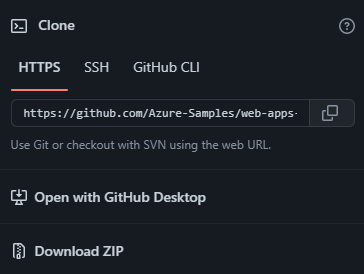 Clone
HTTPS SSH GitHub CLI
https://github.com/Azure-Samples/web-apps-
Use Git or checkout with SVN using the web URL.
Open with GitHub Desktop
Download ZIP